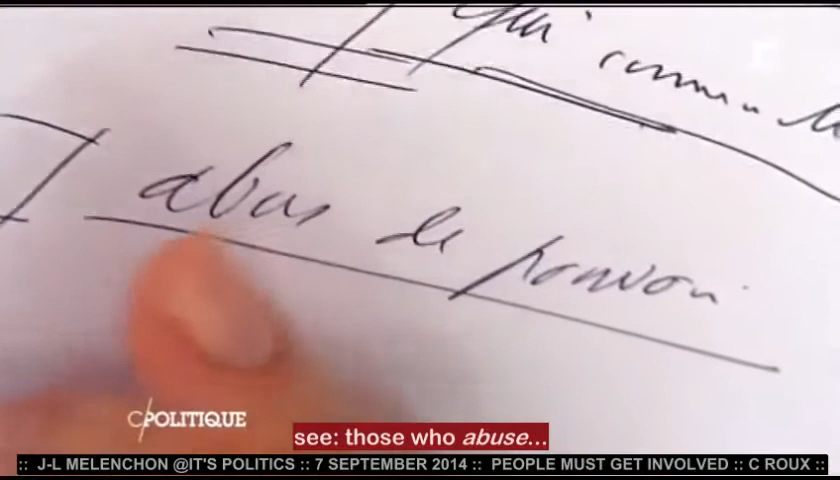 qui commu
abus de pouvoir
C/POLITIQUE
see: those who abuse...
:: J-L MELENCHON @IT'S POLITICS :: 7 SEPTEMBER 2014 :: PEOPLE MUST GET INVOLVED :: C ROUX ::